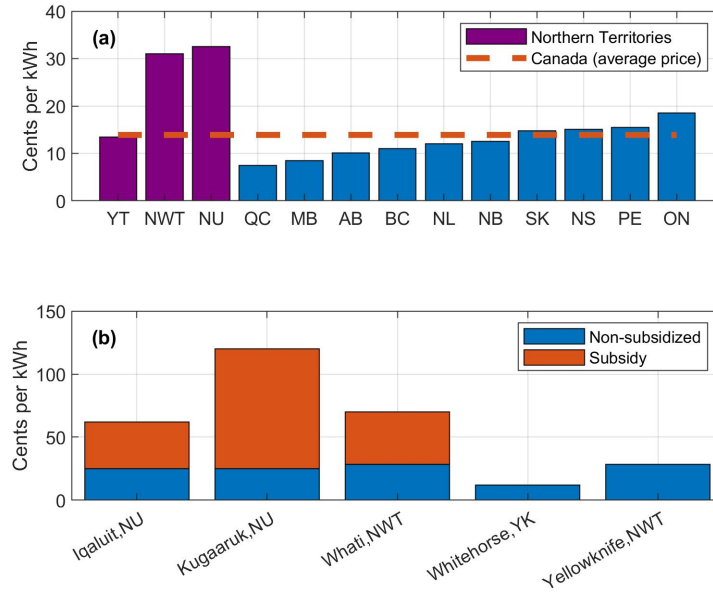 (a)
Northern Territories
Canada (average price)
Cents per kWh
40
30
20
10
0
YT NWT NU QC MB AB BC NL NB SK NS PE ON
(b)
Non-subsidized
Subsidy
Cents per kWh
150
100
50
0
Iqaluit,NU
Kugaaruk,NU
Whati,NWT
Whitehorse,YK
Yellowknife,NWT